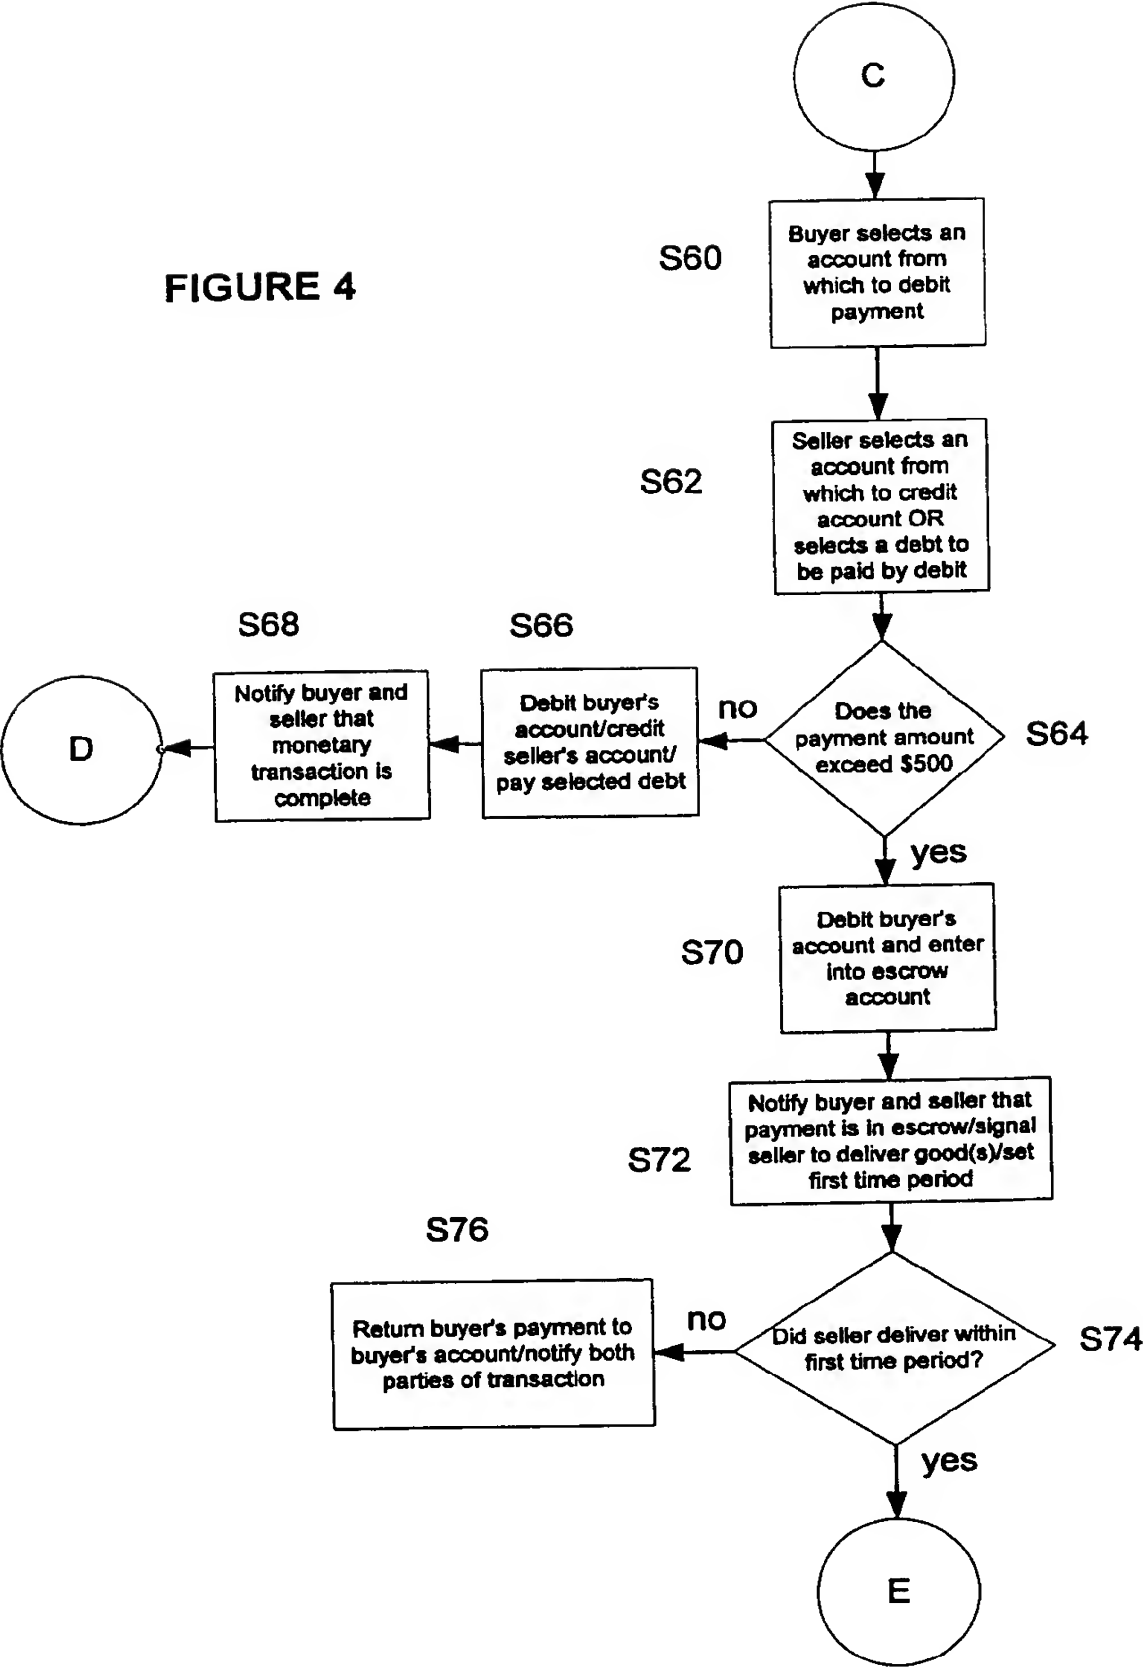 C
S60
Buyer selects an
account from
which to debit
payment
FIGURE 4
S62
Seller selects an
account from
which to credit
account OR
selects a debt to
be paid by debit
S68
S66
D
Notify buyer and
seller that
monetary
transaction is
complete
Debit buyer's
account/credit
seller's account/
pay selected debt
no
Does the
payment amount
exceed $500
S64
yes
S70
Debit buyer's
account and enter
into escrow
account
S72
Notify buyer and seller that
payment is in escrow/signal
seller to deliver good(s)/set
first time period
S76
Return buyer's payment to
buyer's account/notify both
parties of transaction
no
Did seller deliver within
first time period?
S74
yes
E